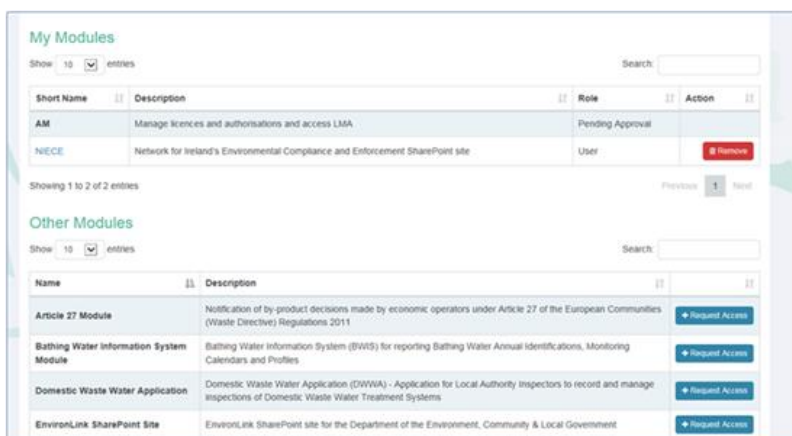 My Modules
Show 10 entries Search:
Short Name Description Role Action
AM Manage licences and authorisations and access LMA Pending Approval
NIECE Network for Ireland's Environmental Compliance and Enforcement SharePoint site User Remove
Showing 1 to 2 of 2 entries Previous 1 Next
Other Modules
Show 10 entries Search:
Name Description
Article 27 Module Notification of by-product decisions made by economic operators under Article 27 of the European Communities
(Waste Directive) Regulations 2011 + Request Access
Bathing Water Information System Bathing Water Information System (BWIS) for reporting Bathing Water Annual Identifications, Monitoring
Module Calendars and Profiles + Request Access
Domestic Waste Water Application Domestic Waste Water Application (DWWA) - Application for Local Authority Inspectors to record and manage
inspections of Domestic Waste Water Treatment Systems + Request Access
EnvironLink SharePoint Site EnvironLink SharePoint site for the Department of the Environment, Community & Local Government + Request Access